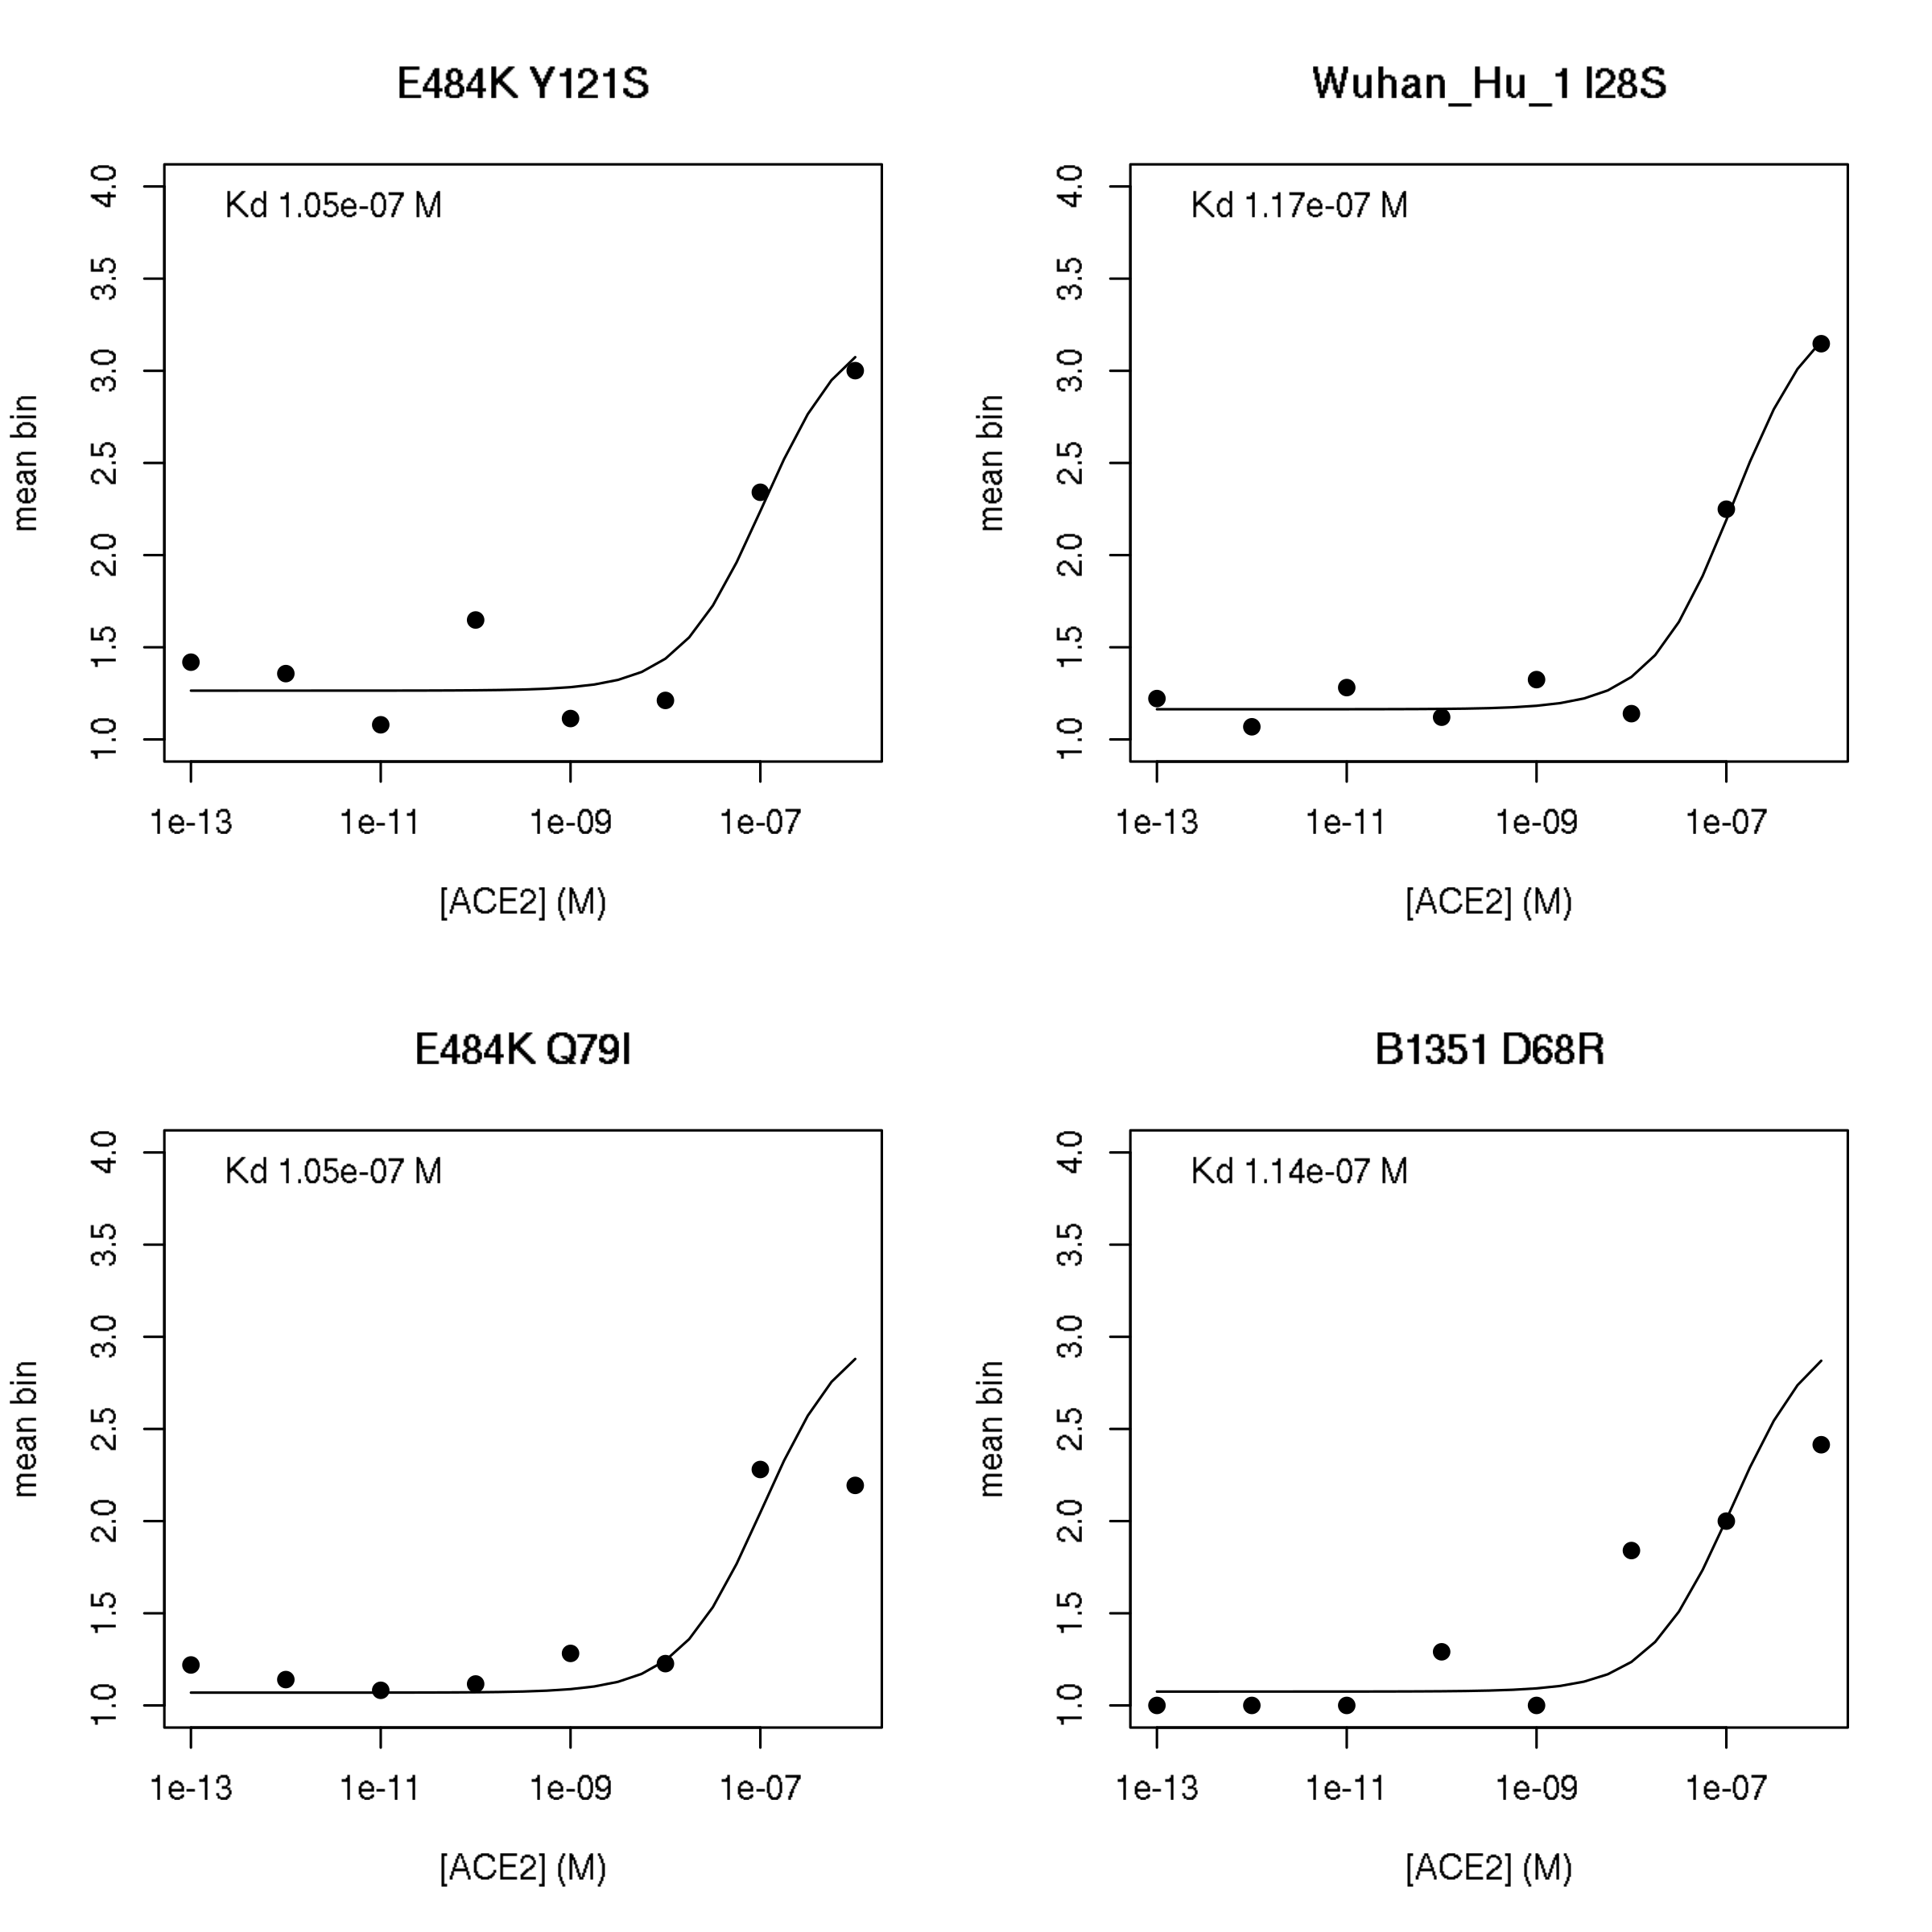 E484K Y121S
Kd 1.05e-07 M
mean bin
4.0
3.5
3.0
2.5
2.0
1.5
1.0
1e-13 1e-11 1e-09 1e-07
[ACE2] (M)
Wuhan_Hu_1 I28S
Kd 1.17e-07 M
mean bin
4.0
3.5
3.0
2.5
2.0
1.5
1.0
1e-13 1e-11 1e-09 1e-07
[ACE2] (M)
E484K Q79I
Kd 1.05e-07 M
mean bin
4.0
3.5
3.0
2.5
2.0
1.5
1.0
1e-13 1e-11 1e-09 1e-07
[ACE2] (M)
B1351 D68R
Kd 1.14e-07 M
mean bin
4.0
3.5
3.0
2.5
2.0
1.5
1.0
1e-13 1e-11 1e-09 1e-07
[ACE2] (M)